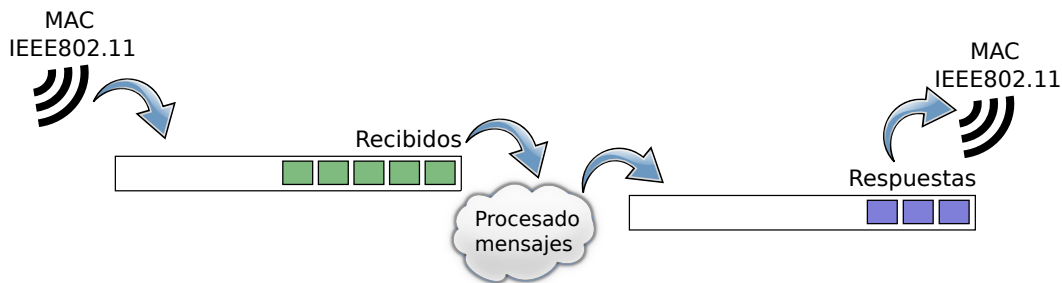 MAC
IEEE802.11
Recibidos
Procesado
mensajes
Respuestas
MAC
IEEE802.11